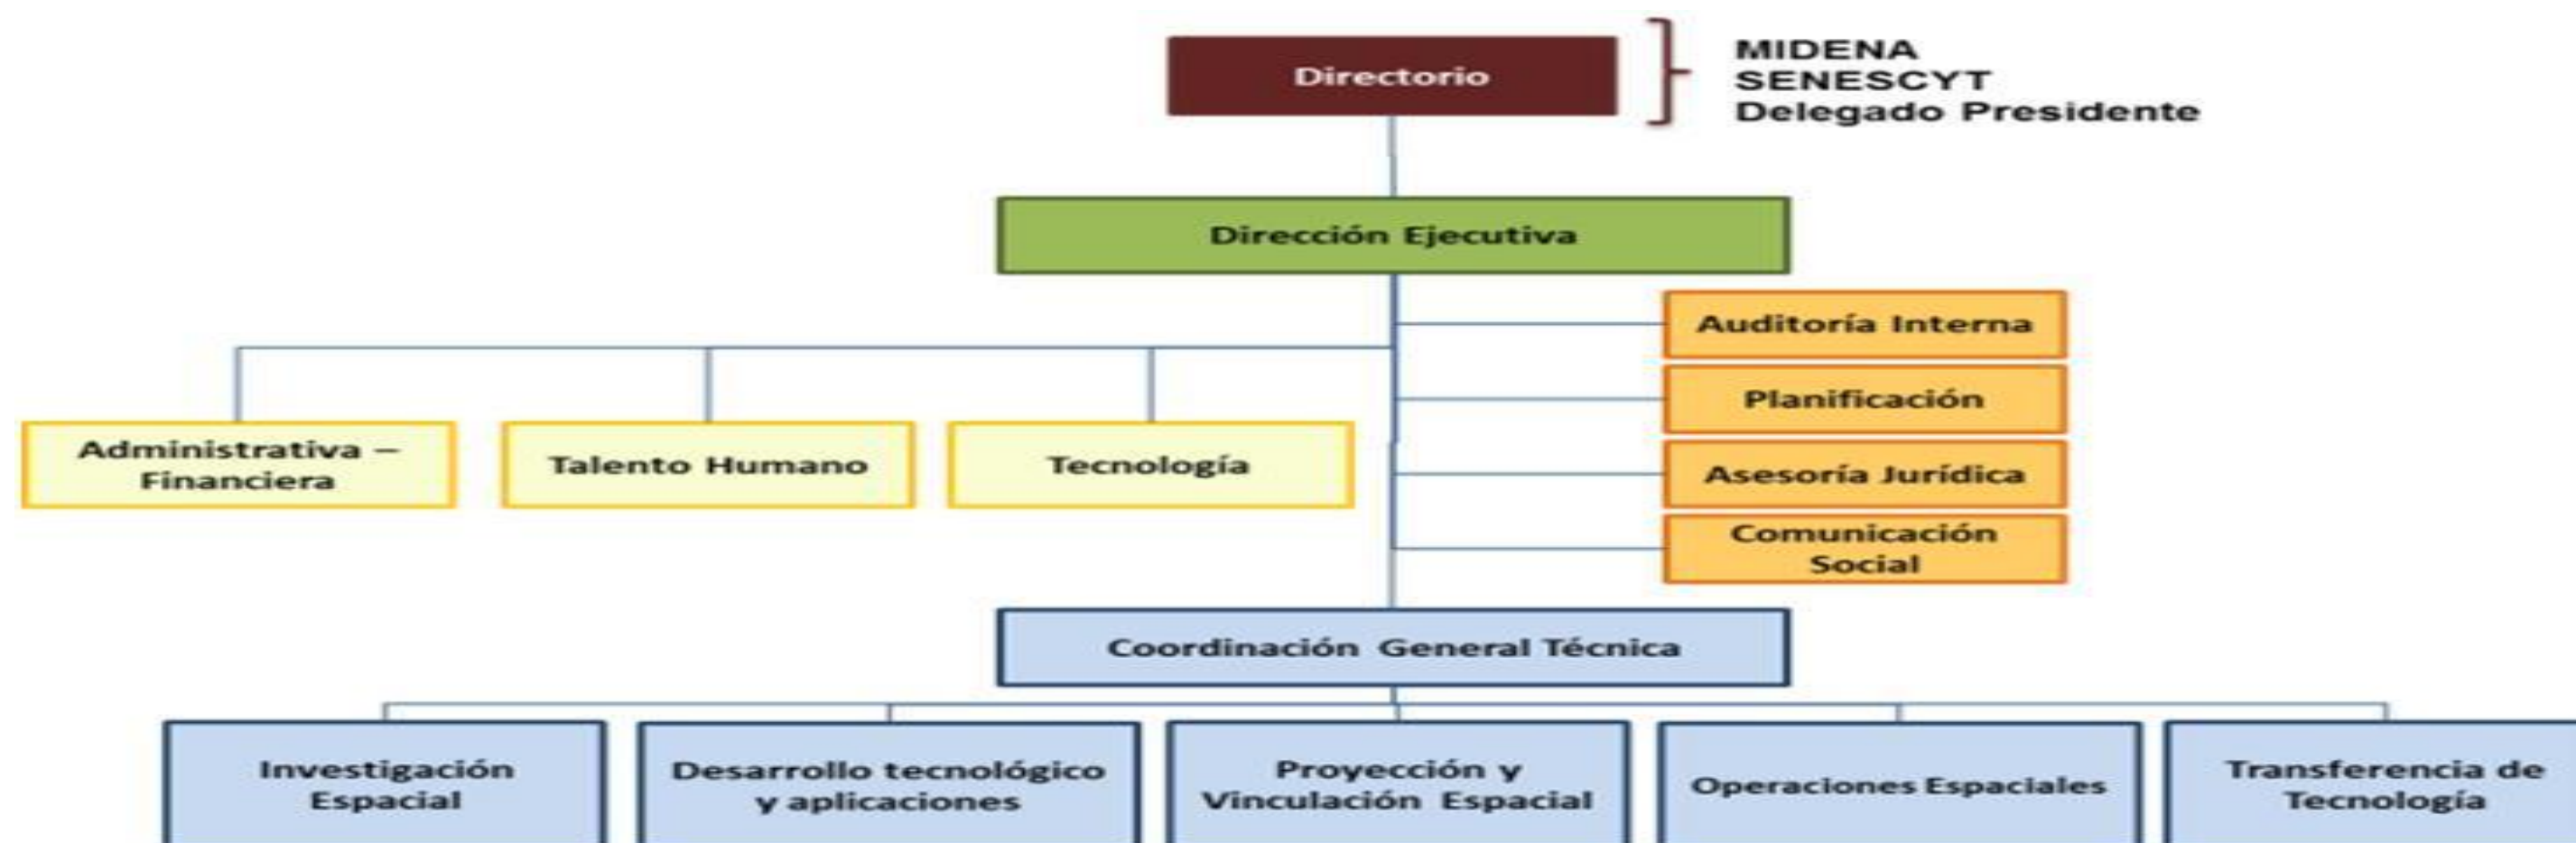 Directorio
MIDENA
SENESCYT
Delegado Presidente
Dirección Ejecutiva
Auditoría Interna
Planificación
Asesoría Jurídica
Comunicación
Social
Administrativa –
Financiera
Talento Humano
Tecnología
Coordinación General Técnica
Investigación
Espacial
Desarrollo tecnológico
y aplicaciones
Proyección y
Vinculación Espacial
Operaciones Espaciales
Transferencia de
Tecnología